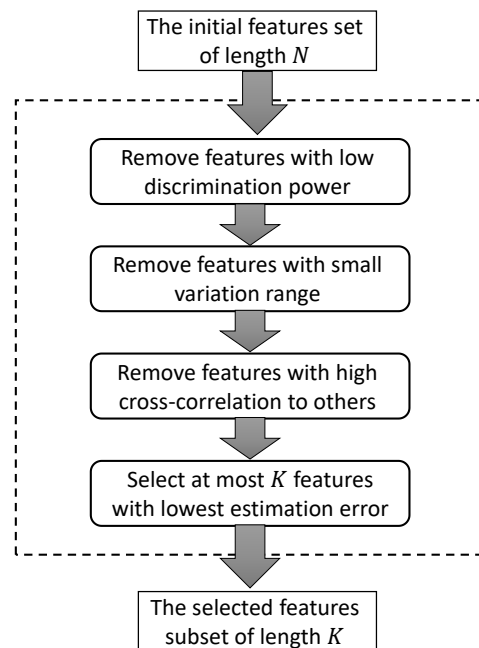 The initial features set
of length N
Remove features with low
discrimination power
Remove features with small
variation range
Remove features with high
cross-correlation to others
Select at most K features
with lowest estimation error
The selected features
subset of length K